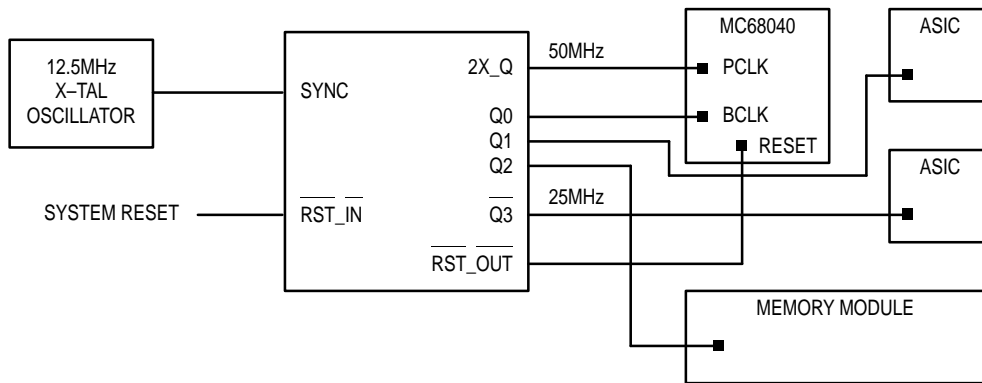 12.5MHz
X–TAL
OSCILLATOR
SYSTEM RESET
SYNC
RST_IN
2X_Q
Q0
Q1
Q2
Q3
RST_OUT
50MHz
25MHz
MC68040
PCLK
BCLK
RESET
ASIC
ASIC
MEMORY MODULE